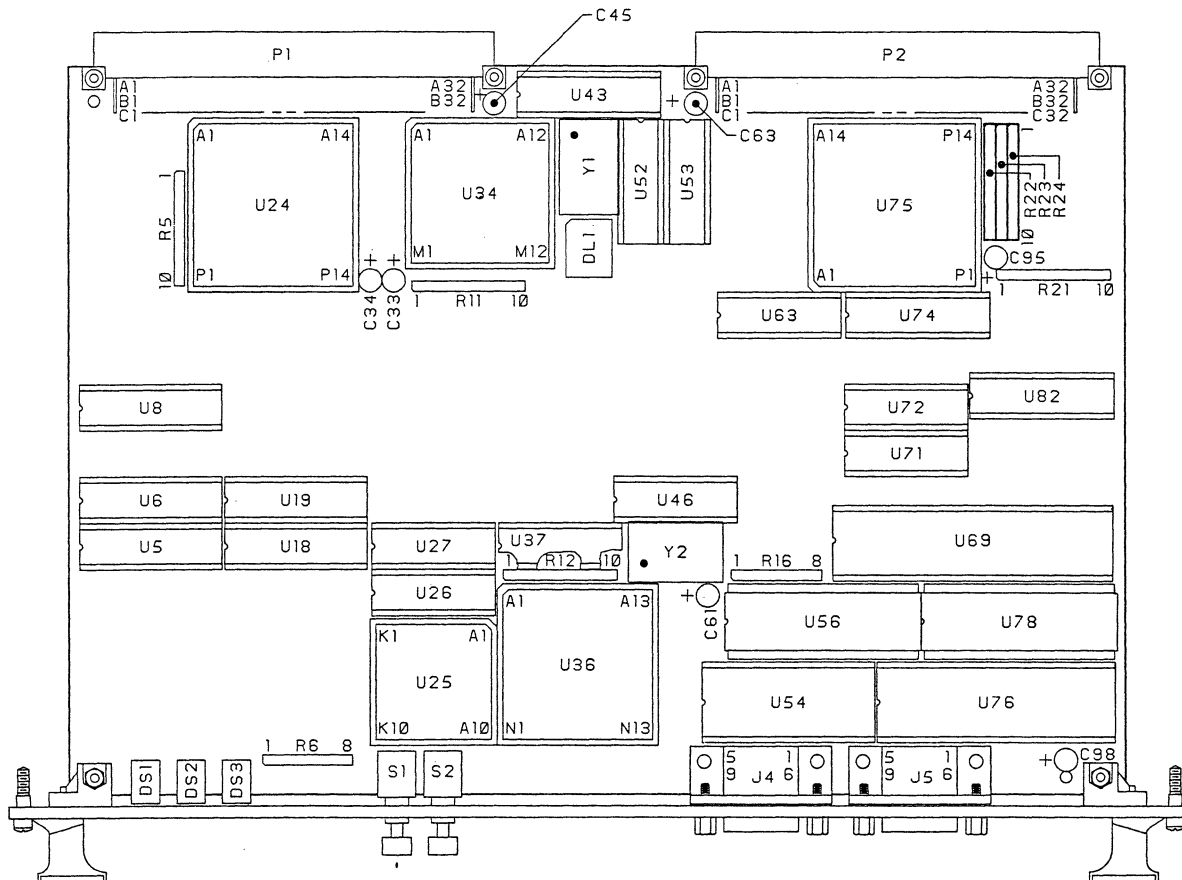 C45
P1
P2
A1
A32
A1
A32
B1
B32
U43
B1
B32
C1
C63
C1
C32
A1
A14
A1
A12
A14
P14
1
1
Y1
U52
U53
R5
U24
U34
U75
R22
R23
R24
M1
M12
DL1
10
10
P1
P14
A1
P1
C95
C34
C33
1
R11
10
1
R21
10
U63
U74
U8
U72
U82
U71
U6
U19
U46
U5
U18
U27
U37
Y2
U69
1
R12
10
1
R16
8
U26
A1
A13
C61
U56
U78
K1
A1
U25
U36
U54
U76
K10
A10
N1
N13
1
R6
8
5
1
5
1
C98
DS1
DS2
DS3
S1
S2
9
6
9
6
J4
J5